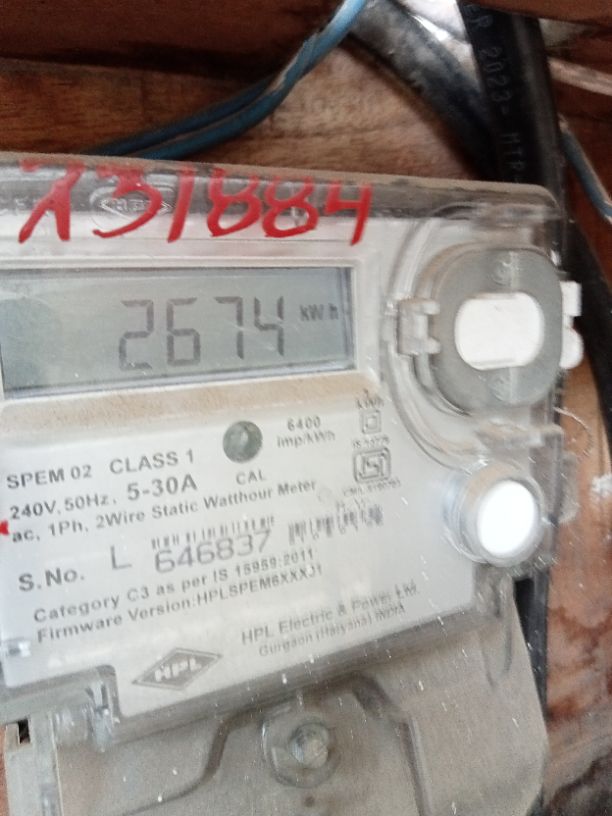 731884
2023
2674 kWh
6400
imp/kWh
SPEM 02 CLASS 1
CAL
240V, 50Hz, 5-30A
ac, 1Ph, 2Wire Static Watthour Meter
S.No. L 646837
Category C3 as per IS 15959:2011
Firmware Version:HPLSPEM6XXXJ1
HPL Electric & Power Ltd.
Gurgaon (Haryana) INDIA
HPL